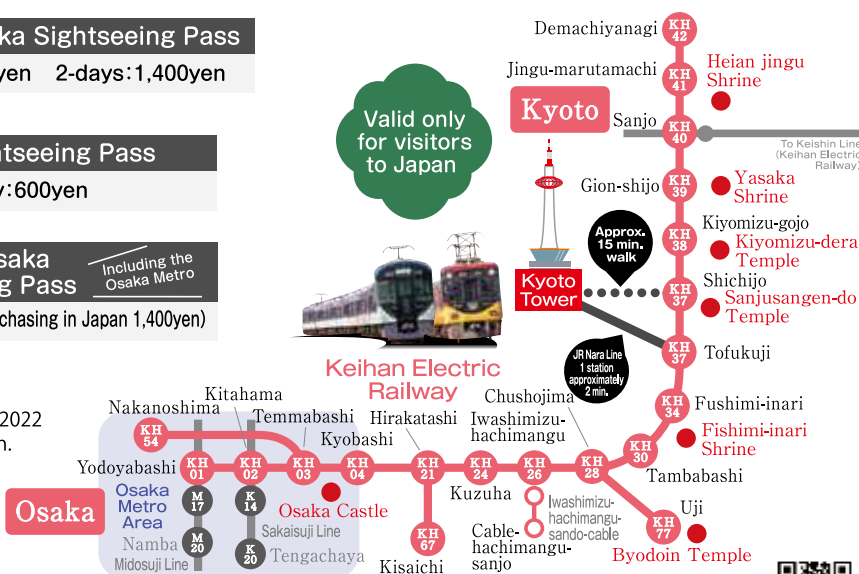 ka Sightseeing Pass
yen 2-days:1,400yen
ntseeing Pass
y:600yen
saka
g Pass
Including the
Osaka Metro
chasing in Japan 1,400yen)
2022
n.
Valid only
for visitors
to Japan
Kyoto
Demachiyanagi
KH
42
Jingu-marutamachi
KH
41
Heian jingu
Shrine
Sanjo
KH
40
To Keishin Line
(Keihan Electric
Railway)
Gion-shijo
KH
39
Yasaka
Shrine
Kiyomizu-gojo
KH
38
Kiyomizu-dera
Temple
Approx.
15 min.
walk
Kyoto
Tower
Shichijo
KH
37
Sanjusangen-do
Temple
JR Nara Line
1 station
approximately
2 min.
KH
37
Tofukuji
KH
34
Fushimi-inari
Fishimi-inari
Shrine
KH
30
Tambabashi
Keihan Electric
Railway
Chushojima
KH
28
Uji
KH
77
Byodoin Temple
Iwashimizu-
hachimangu
KH
26
Iwashimizu-
hachimangu-
sando-cable
Cable-
hachimangu-
sanjo
KH
24
Kuzuha
Hirakatashi
KH
21
KH
67
Kisaichi
Kyobashi
KH
04
Temmabashi
KH
03
Osaka Castle
Kitahama
KH
02
Nakanoshima
KH
54
Yodoyabashi
KH
01
Osaka
Osaka
Metro
Area
M
17
K
14
Sakaisuji Line
Namba
M
20
Midosuji Line
K
20
Tengachaya